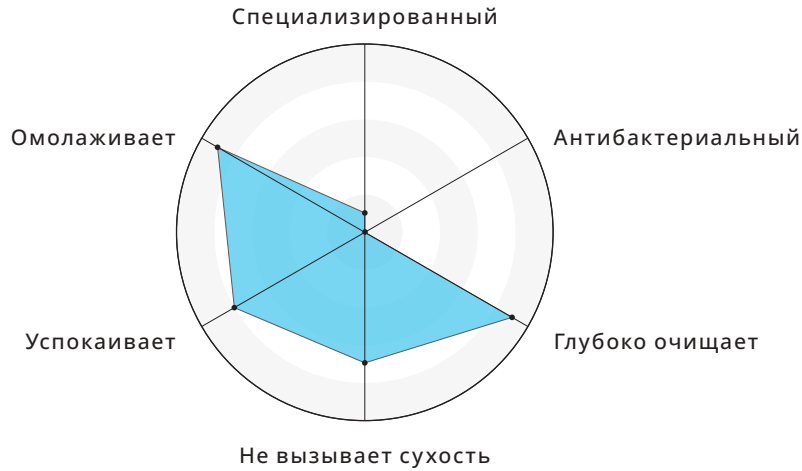 Специализированный
Омолаживает
Антибактериальный
Успокаивает
Глубоко очищает
Не вызывает сухость